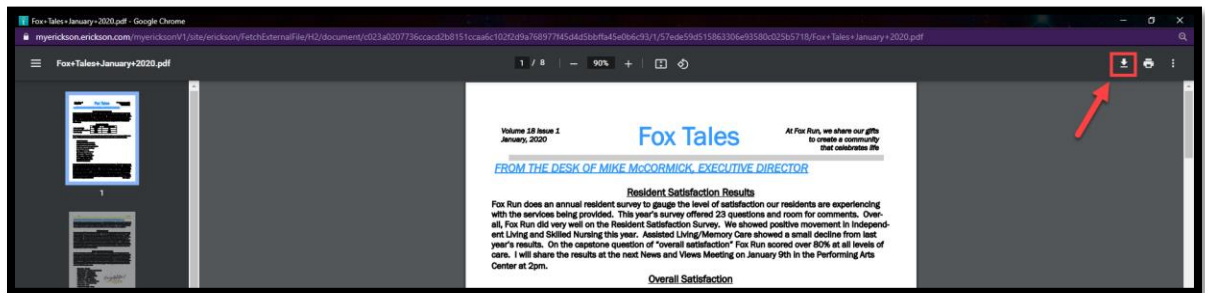 Fox+Tales+January+2020.pdf - Google Chrome
myerickson.erickson.com/myericksonV1/site/erickson/FetchExternalFile/H2/document/c023a0207736ccacd2b8151ccaa6c102f2d9a768977f45d4d5bbffa45e0b6c93/1/57ede59d515863306e93580c025b5718/Fox+Tales+January+2020.pdf
Fox+Tales+January+2020.pdf
1 / 8
90%
1
Volume 18 Issue 1
January, 2020
Fox Tales
At Fox Run, we share our gifts
to create a community
that celebrates life
FROM THE DESK OF MIKE McCORMICK, EXECUTIVE DIRECTOR
Resident Satisfaction Results
Fox Run does an annual resident survey to gauge the level of satisfaction our residents are experiencing
with the services being provided. This year's survey offered 23 questions and room for comments. Over-
all, Fox Run did very well on the Resident Satisfaction Survey. We showed positive movement in Independ-
ent Living and Skilled Nursing this year. Assisted Living/Memory Care showed a small decline from last
year's results. On the capstone question of "overall satisfaction" Fox Run scored over 80% at all levels of
care. I will share the results at the next News and Views Meeting on January 9th in the Performing Arts
Center at 2pm.
Overall Satisfaction